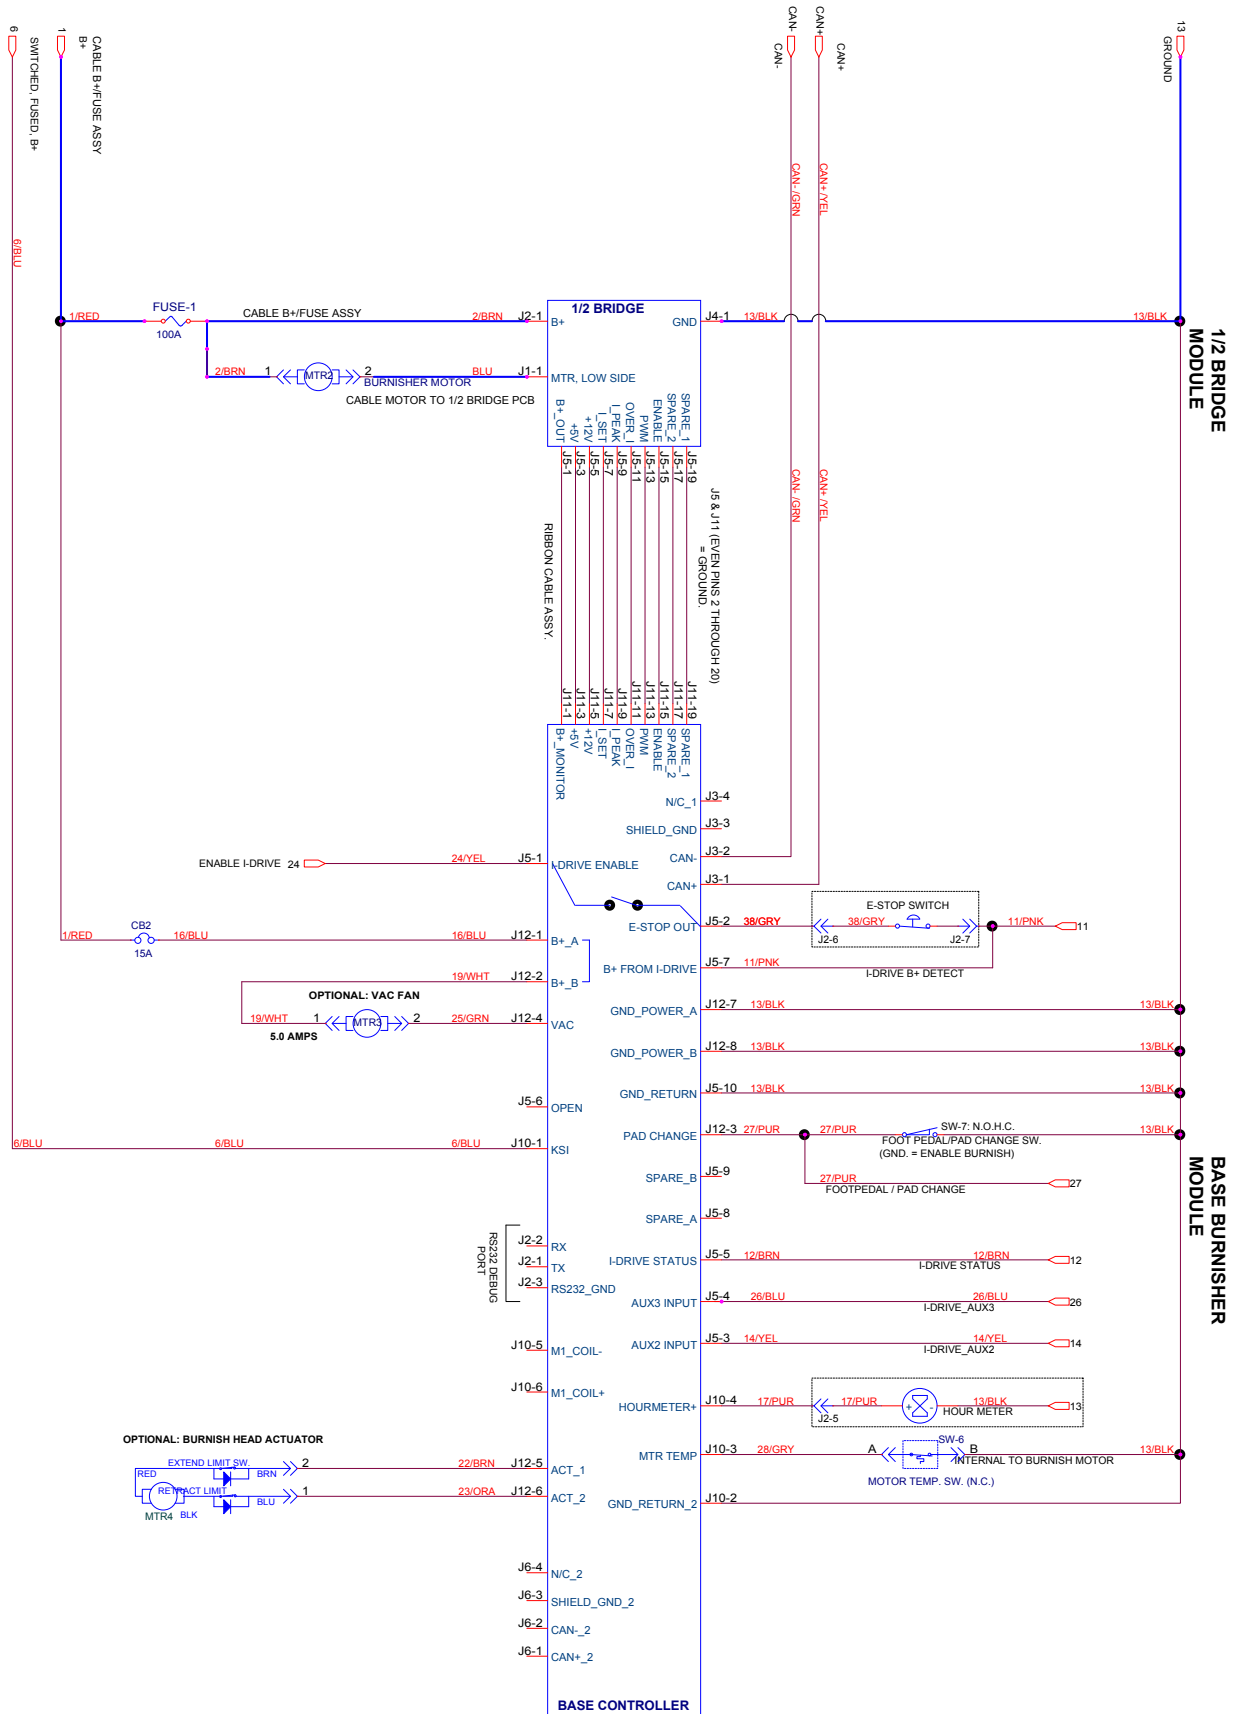 6
SWITCHED, FUSED, B+
1
B+
CABLE B+/FUSE ASSY
CAN-
CAN-
CAN+
CAN+
13
GROUND
6/BLU
CAN- /GRN
CAN+ /YEL
1/2 BRIDGE
MODULE
1/RED
FUSE-1
100A
CABLE B+/FUSE ASSY
2/BRN
J2-1
B+
1/2 BRIDGE
GND
J4-1
13/BLK
13/BLK
2/BRN
1
MTR2
2
BURNISHER MOTOR
BLU
J1-1
MTR, LOW SIDE
CABLE MOTOR TO 1/2 BRIDGE PCB
B+_OUT
+5V
+12V
I_SET
I_PEAK
OVER_I
PWM
ENABLE
SPARE_2
SPARE_1
J5-1
J5-3
J5-5
J5-7
J5-9
J5-11
J5-13
J5-15
J5-17
J5-19
CAN- /GRN
CAN+ /YEL
RIBBON CABLE ASSY.
J5 & J11 (EVEN PINS 2 THROUGH 20)
= GROUND.
J11-1
J11-3
J11-5
J11-7
J11-9
J11-11
J11-13
J11-15
J11-17
J11-19
B+_MONITOR
+5V
+12V
I_SET
I_PEAK
OVER_I
PWM
ENABLE
SPARE_2
SPARE_1
N/C_1
J3-4
SHIELD_GND
J3-3
CAN-
J3-2
CAN+
J3-1
ENABLE I-DRIVE
24
24/YEL
J5-1
I-DRIVE ENABLE
E-STOP OUT
J5-2
38/GRY
38/GRY
E-STOP SWITCH
J2-6
J2-7
11/PNK
11
B+ FROM I-DRIVE
J5-7
11/PNK
I-DRIVE B+ DETECT
1/RED
CB2
15A
16/BLU
16/BLU
J12-1
B+_A
19/WHT
J12-2
B+_B
OPTIONAL: VAC FAN
19/WHT
1
MTR3
2
25/GRN
J12-4
VAC
5.0 AMPS
GND_POWER_A
J12-7
13/BLK
13/BLK
GND_POWER_B
J12-8
13/BLK
13/BLK
GND_RETURN
J5-10
13/BLK
13/BLK
J5-6
OPEN
PAD CHANGE
J12-3
27/PUR
27/PUR
SW-7: N.O.H.C.
FOOT PEDAL/PAD CHANGE SW.
(GND. = ENABLE BURNISH)
13/BLK
6/BLU
6/BLU
6/BLU
J10-1
KSI
SPARE_B
J5-9
27/PUR
FOOTPEDAL / PAD CHANGE
27
BASE BURNISHER
MODULE
SPARE_A
J5-8
RS232 DEBUG
PORT
J2-2
RX
J2-1
TX
J2-3
RS232_GND
I-DRIVE STATUS
J5-5
12/BRN
12/BRN
I-DRIVE STATUS
12
AUX3 INPUT
J5-4
26/BLU
26/BLU
I-DRIVE_AUX3
26
AUX2 INPUT
J5-3
14/YEL
14/YEL
I-DRIVE_AUX2
14
J10-5
M1_COIL-
J10-6
M1_COIL+
HOURMETER+
J10-4
17/PUR
17/PUR
J2-5
+
-
13/BLK
HOUR METER
13
MTR TEMP
J10-3
28/GRY
A
SW-6
B
INTERNAL TO BURNISH MOTOR
13/BLK
MOTOR TEMP. SW. (N.C.)
GND_RETURN_2
J10-2
OPTIONAL: BURNISH HEAD ACTUATOR
EXTEND LIMIT SW.
RED
BRN
2
22/BRN
J12-5
ACT_1
RETRACT LIMIT
BLU
1
23/ORA
J12-6
ACT_2
MTR4
BLK
J6-4
N/C_2
J6-3
SHIELD_GND_2
J6-2
CAN-_2
J6-1
CAN+_2
BASE CONTROLLER